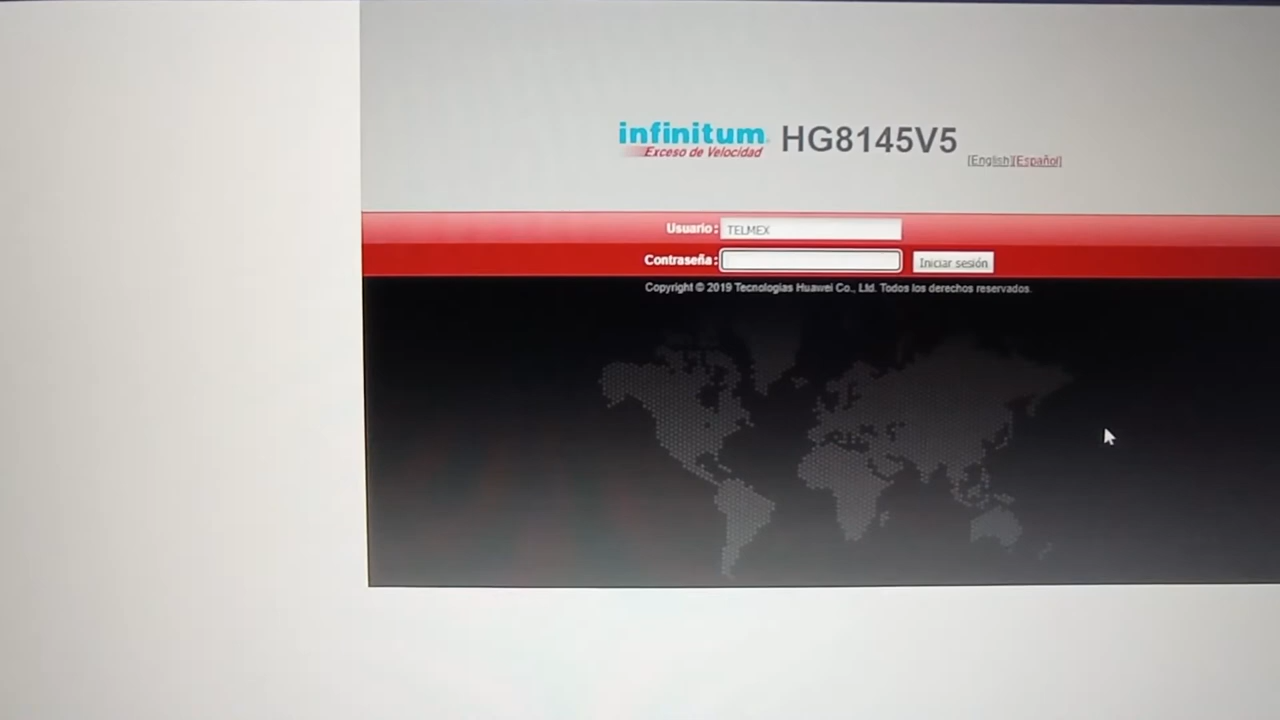 infinitum HG8145V5
Exceso de Velocidad
[English][Español]
Usuario: TELMEX
Contraseña: Iniciar sesión
Copyright © 2019 Tecnologías Huawei Co., Ltd. Todos los derechos reservados.